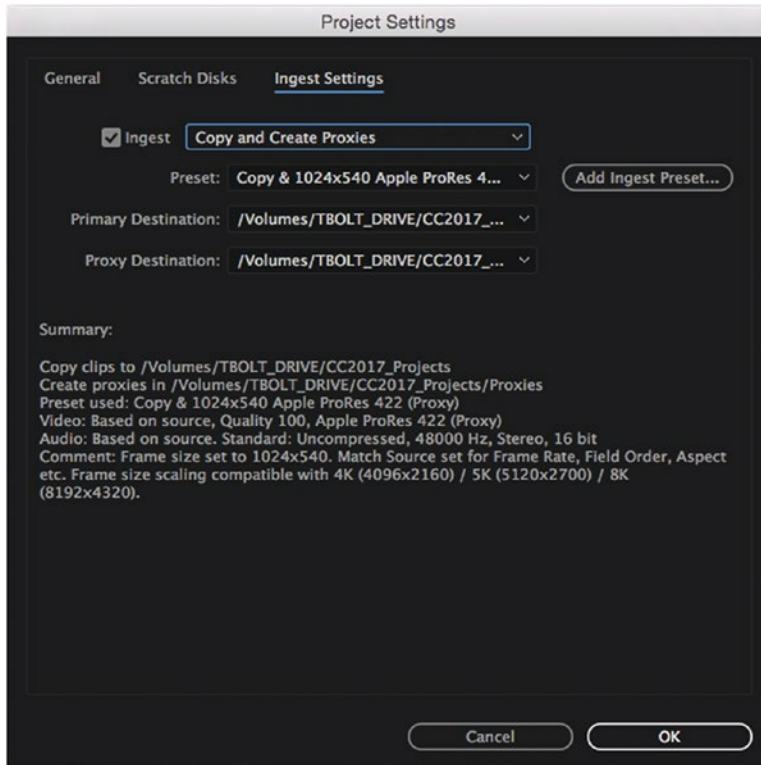 Project Settings
General Scratch Disks Ingest Settings
Ingest Copy and Create Proxies
Preset: Copy & 1024x540 Apple ProRes 4... Add Ingest Preset...
Primary Destination: /Volumes/TBOLT_DRIVE/CC2017_...
Proxy Destination: /Volumes/TBOLT_DRIVE/CC2017_...
Summary:
Copy clips to /Volumes/TBOLT_DRIVE/CC2017_Projects
Create proxies in /Volumes/TBOLT_DRIVE/CC2017_Projects/Proxies
Preset used: Copy & 1024x540 Apple ProRes 422 (Proxy)
Video: Based on source, Quality 100, Apple ProRes 422 (Proxy)
Audio: Based on source. Standard: Uncompressed, 48000 Hz, Stereo, 16 bit
Comment: Frame size set to 1024x540. Match Source set for Frame Rate, Field Order, Aspect
etc. Frame size scaling compatible with 4K (4096x2160) / 5K (5120x2700) / 8K
(8192x4320).
Cancel OK